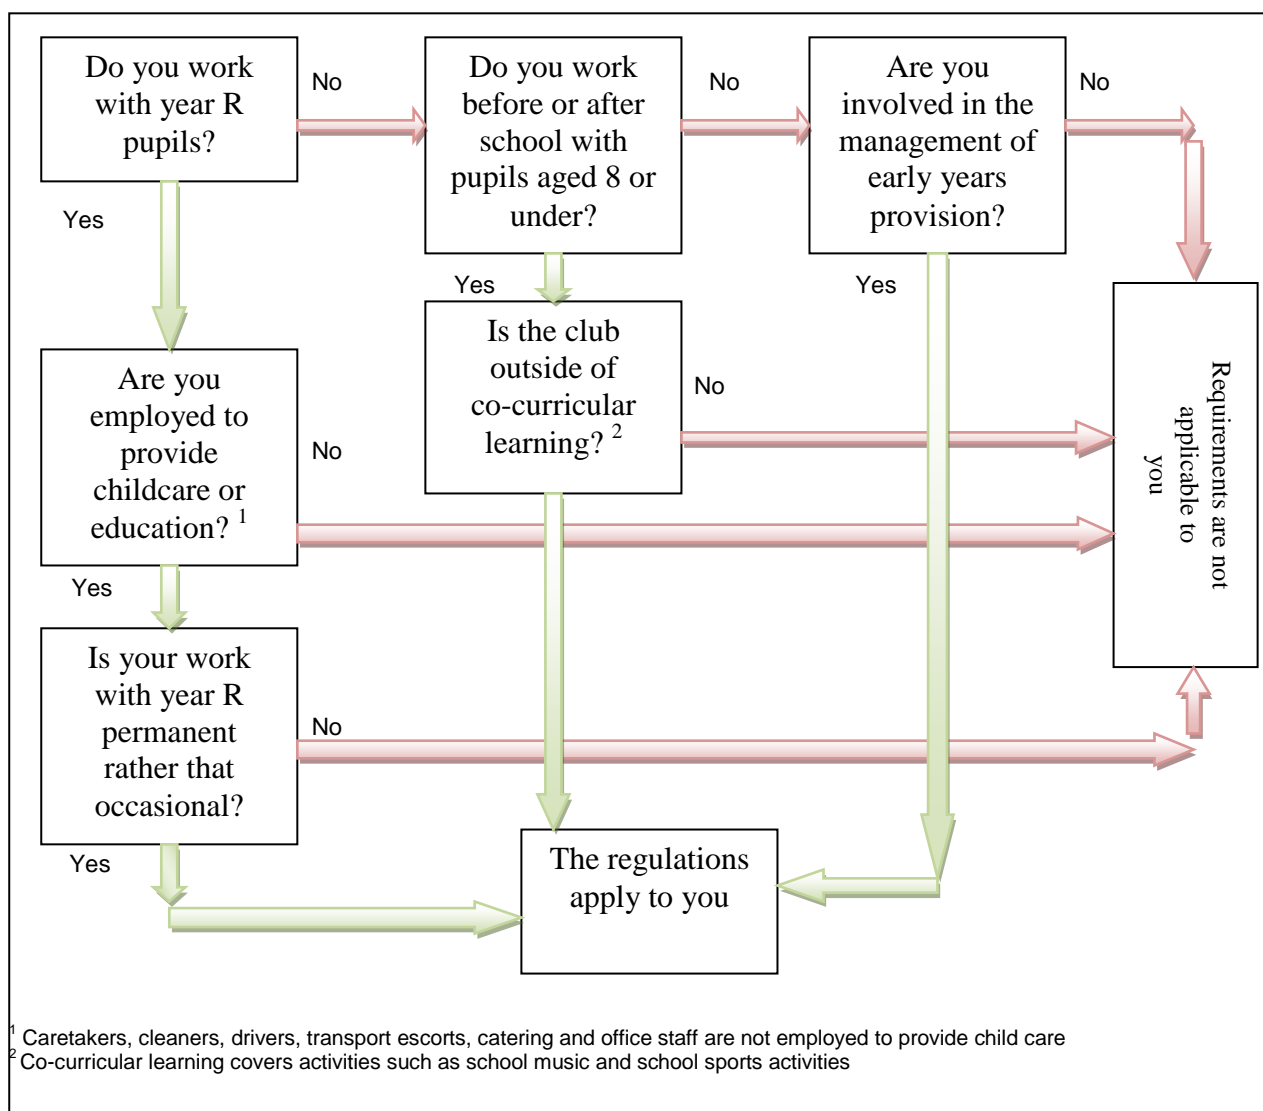 Do you work
with year R
pupils?
No
Do you work
before or after
school with
pupils aged 8 or
under?
No
Are you
involved in the
management of
early years
provision?
No
Yes
Yes
Yes
Is the club
outside of
co-curricular
learning? 2
No
Requirements are not
applicable to
you
Are you
employed to
provide
childcare or
education? 1
No
Yes
Is your work
with year R
permanent
rather that
occasional?
No
Yes
The regulations
apply to you
1 Caretakers, cleaners, drivers, transport escorts, catering and office staff are not employed to provide child care
2 Co-curricular learning covers activities such as school music and school sports activities